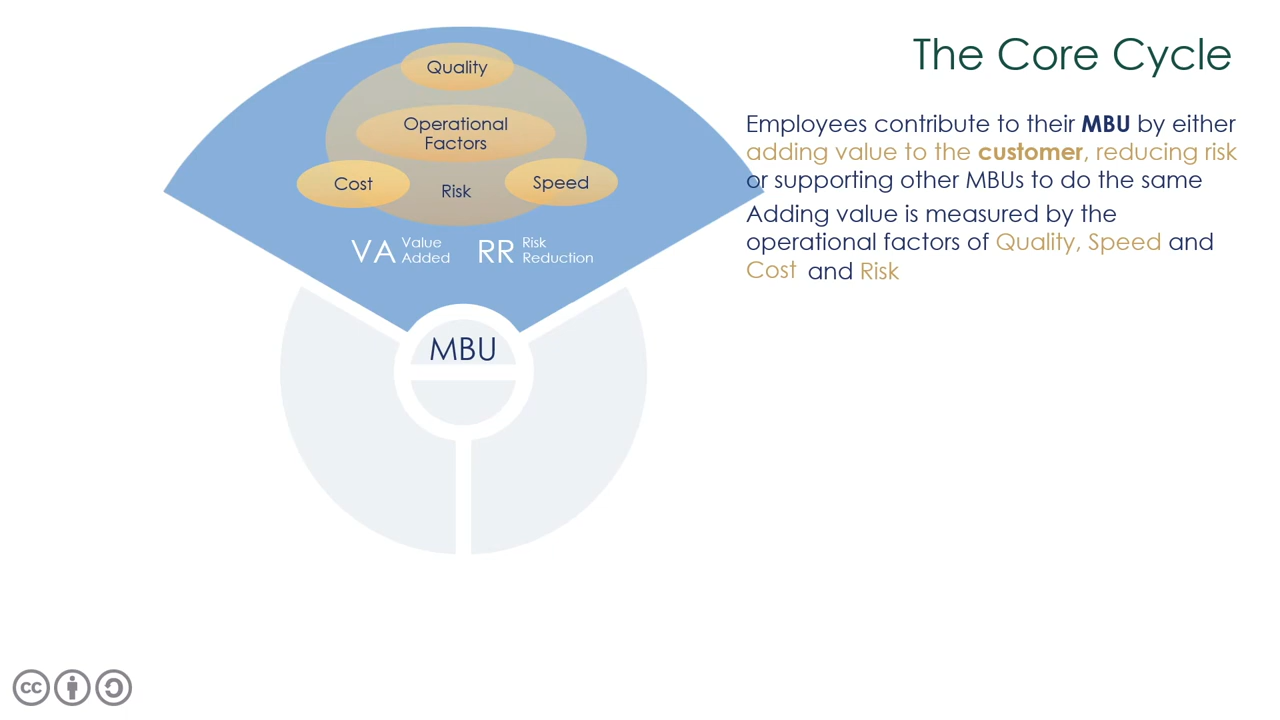 The Core Cycle
Quality
Operational
Factors
Cost
Risk
Speed
VA Value Added
RR Risk Reduction
MBU
Employees contribute to their MBU by either
adding value to the customer, reducing risk
or supporting other MBUs to do the same
Adding value is measured by the
operational factors of Quality, Speed and
Cost and Risk
cc